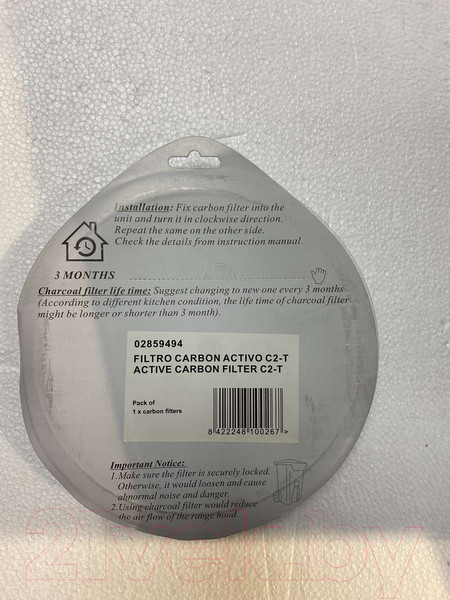 Installation: Fix carbon filter into the
unit and turn it in clockwise direction.
Repeat the same on the other side.
Check the details from instruction manual.
3 MONTHS
Charcoal filter life time: Suggest changing to new one every 3 months
(According to different kitchen condition, the life time of charcoal filter
might be longer or shorter than 3 month).
02859494
FILTRO CARBON ACTIVO C2-T
ACTIVE CARBON FILTER C2-T
Pack of
1 x carbon filters
8 422248 100267 >
Important Notice:
1.Make sure the filter is securely locked.
Otherwise, it would loosen and cause
abnormal noise and danger.
2.Using charcoal filter would reduce
the air flow of the range hood.
21vek.by